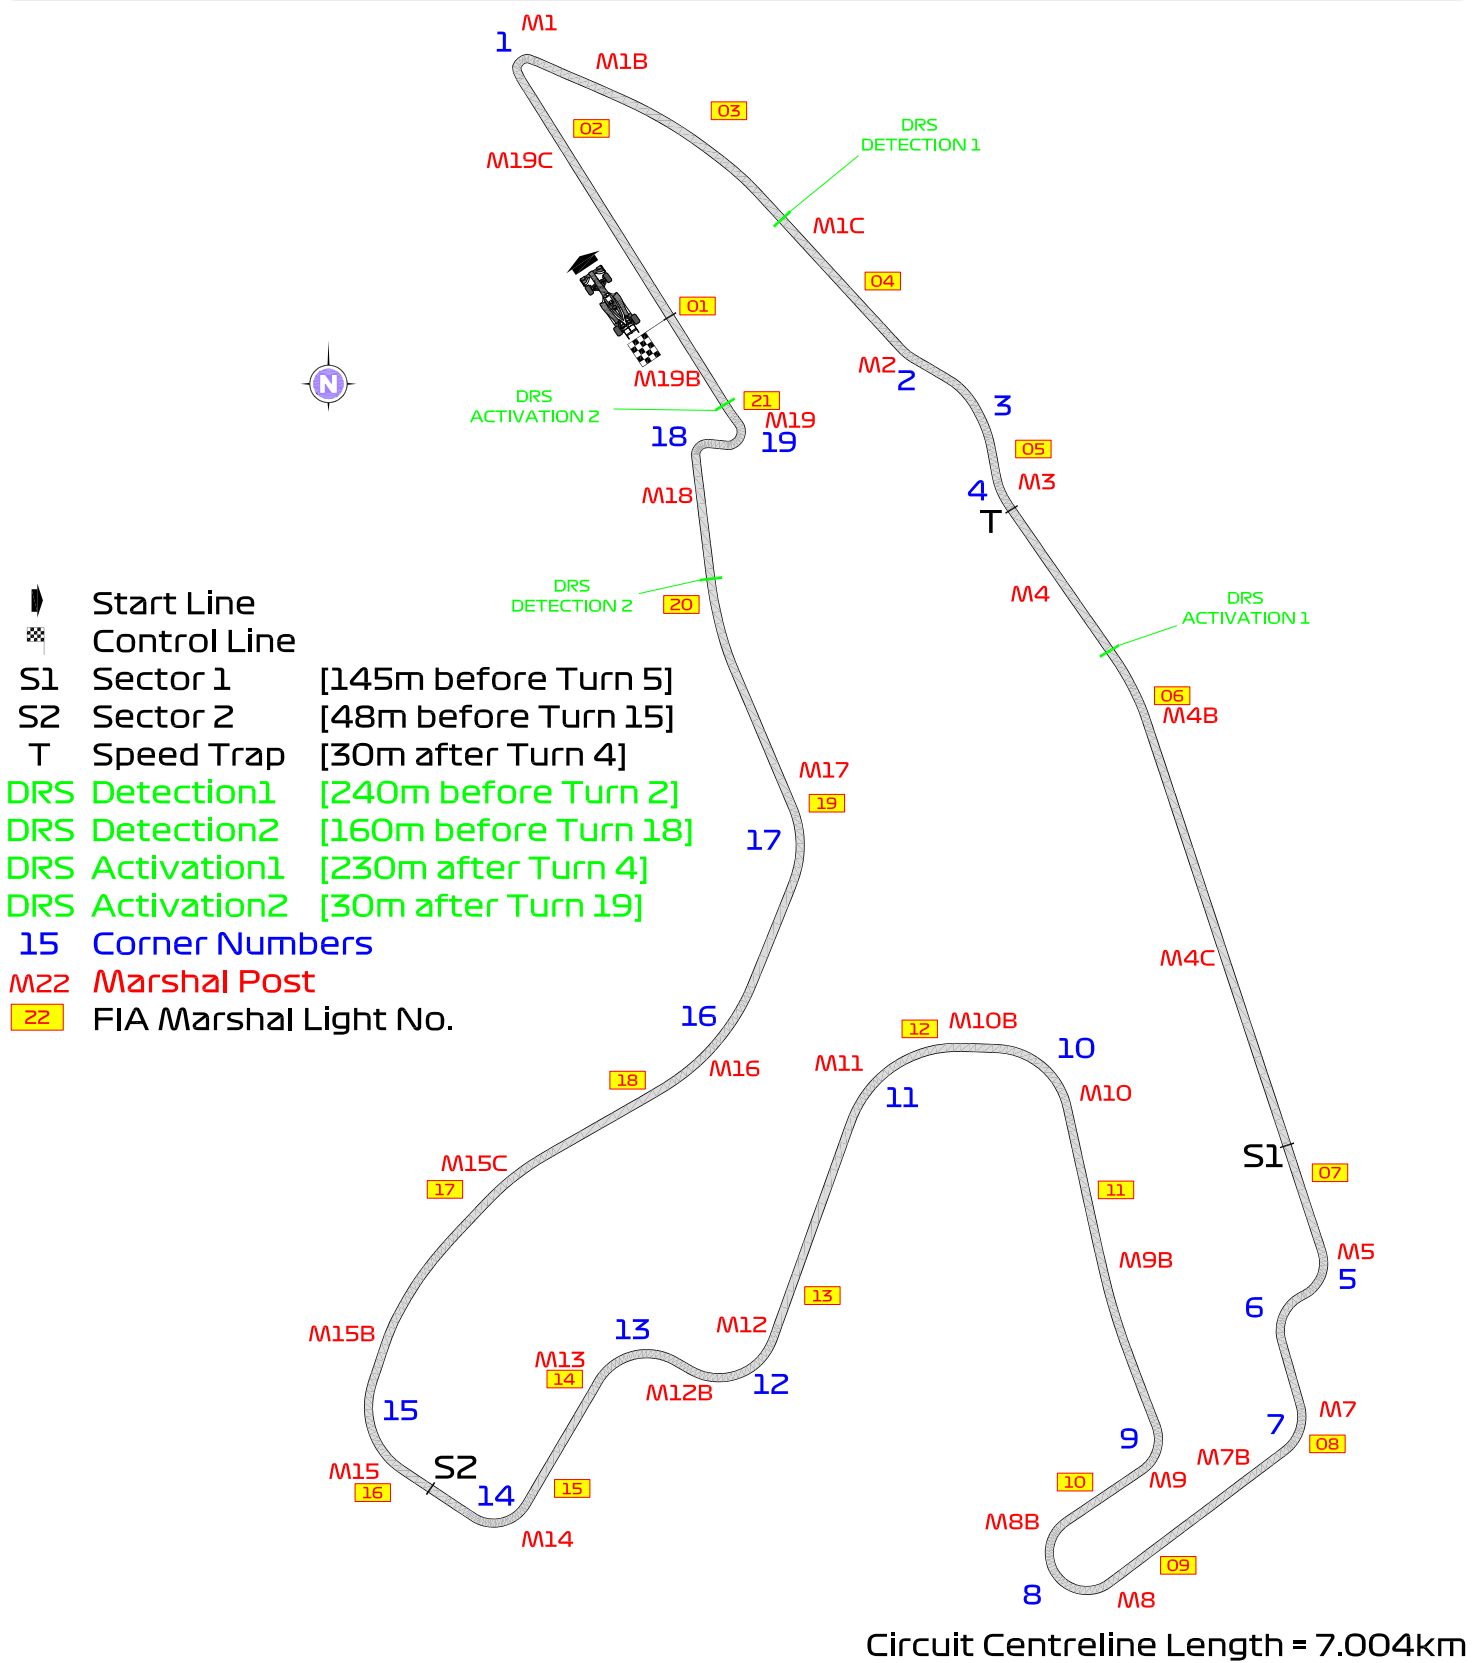 M1
1
M1B
03
02
DRS
DETECTION 1
M19C
M1C
04
01
M2
2
M19B
N
DRS
ACTIVATION 2
21
M19
3
18
19
05
M3
4
M18
T
DRS
DETECTION 2
20
M4
DRS
ACTIVATION 1
06
M4B
Start Line
Control Line
S1 Sector 1 [145m before Turn 5]
S2 Sector 2 [48m before Turn 15]
T Speed Trap [30m after Turn 4]
DRS Detection1 [240m before Turn 2]
DRS Detection2 [160m before Turn 18]
DRS Activation1 [230m after Turn 4]
DRS Activation2 [30m after Turn 19]
15 Corner Numbers
M22 Marshal Post
22 FIA Marshal Light No.
M17
19
17
M4C
16
12
M10B
10
M16
M11
18
11
M10
S1
M15C
07
17
11
M5
M9B
5
13
6
M15B
M12
13
M13
14
12
M12B
15
M7
7
9
08
M7B
S2
M15
16
14
15
10
M9
M8B
M14
09
8
M8
Circuit Centreline Length = 7.004km